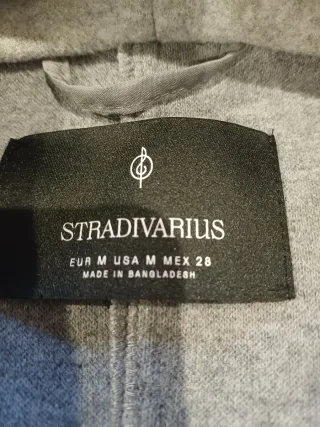 STRADIVARIUS
EUR M USA M MEX 28
MADE IN BANGLADESH